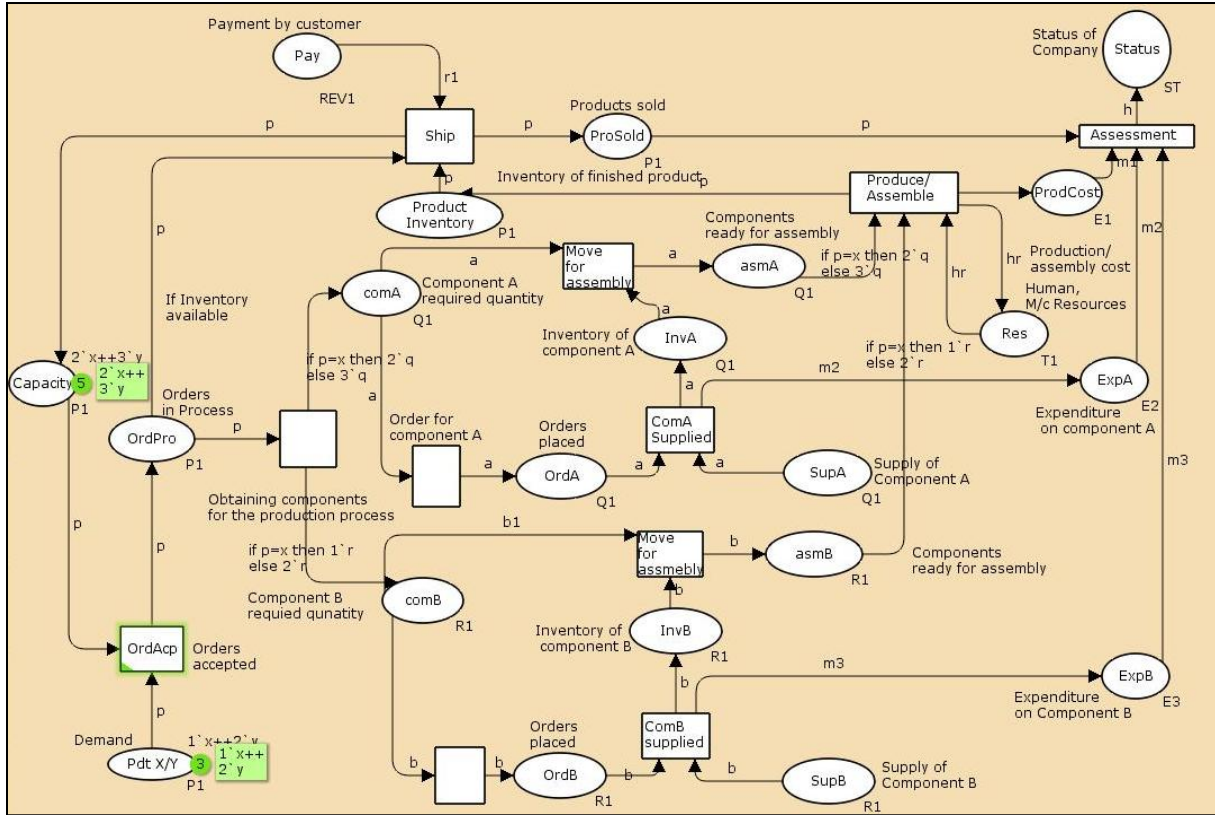 Payment by customer
Pay
REV1
r1
Status of
Company
Status
ST
h
p
Ship
p
Products sold
ProSold
P1
p
Assessment
m1
p
Inventory of finished product
p
Product
Inventory
P1
Produce/
Assemble
ProdCost
E1
m2
p
a
Move
for
assembly
a
Components
ready for assembly
asmA
Q1
if p=x then 2`q
else 3`q
hr
hr
Production/
assembly cost
Human,
M/c Resources
Res
T1
If Inventory
available
comA
Component A
required quantity
Q1
a
Inventory of
component A
InvA
Q1
if p=x then 1`r
else 2`r
2`x++3`y
Capacity
5
2`x++
3`y
P1
if p=x then 2`q
else 3`q
a
a
m2
ExpA
E2
Expenditure
on component A
Orders
in Process
OrdPro
P1
p
Order for
component A
Orders
placed
ComA
Supplied
m3
a
OrdA
Q1
a
a
SupA
Supply of
Component A
Q1
Obtaining components
for the production process
p
p
b1
if p=x then 1`r
else 2`r
Move
for
assmebly
b
asmB
R1
Components
ready for assembly
Component B
requied qunatity
comB
R1
b
OrdAcp
Orders
accepted
Inventory of
component B
InvB
R1
p
b
m3
ExpB
E3
Expenditure
on Component B
Demand
1`x++2`y
Pdt X/Y
3
1`x++
2`y
P1
b
b
Orders
placed
OrdB
R1
b
ComB
supplied
b
SupB
Supply of
Component B
R1